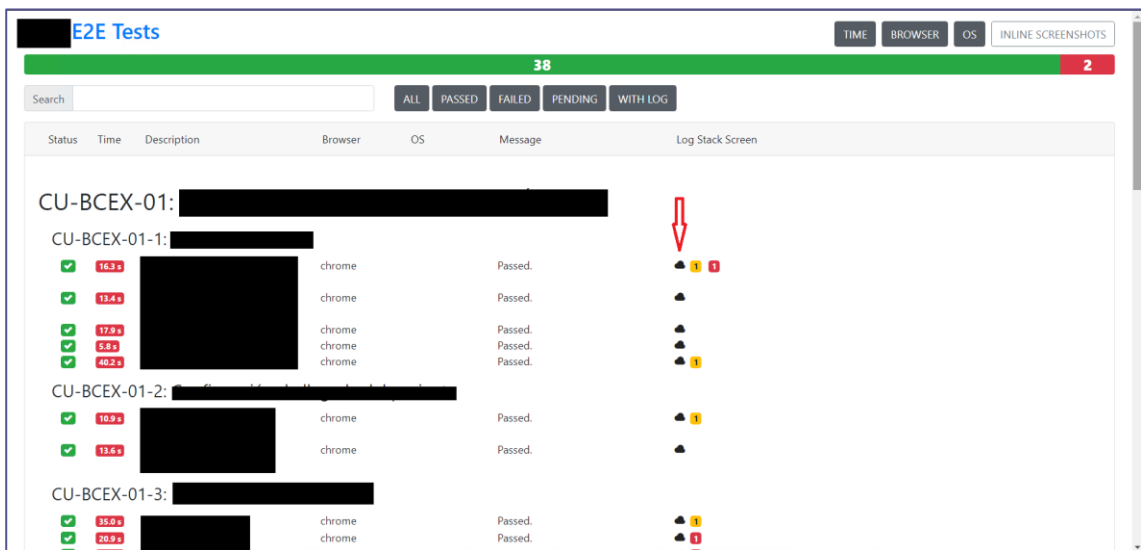 E2E Tests
TIME BROWSER OS INLINE SCREENSHOTS
38 2
Search ALL PASSED FAILED PENDING WITH LOG
Status Time Description Browser OS Message Log Stack Screen
CU-BCEX-01:
CU-BCEX-01-1:
16.3 s chrome Passed. 1 1
13.4 s chrome Passed.
17.9 s chrome Passed.
5.8 s chrome Passed.
40.2 s chrome Passed. 1
CU-BCEX-01-2:
10.9 s chrome Passed. 1
13.6 s chrome Passed.
CU-BCEX-01-3:
35.0 s chrome Passed. 1
20.9 s chrome Passed. 1